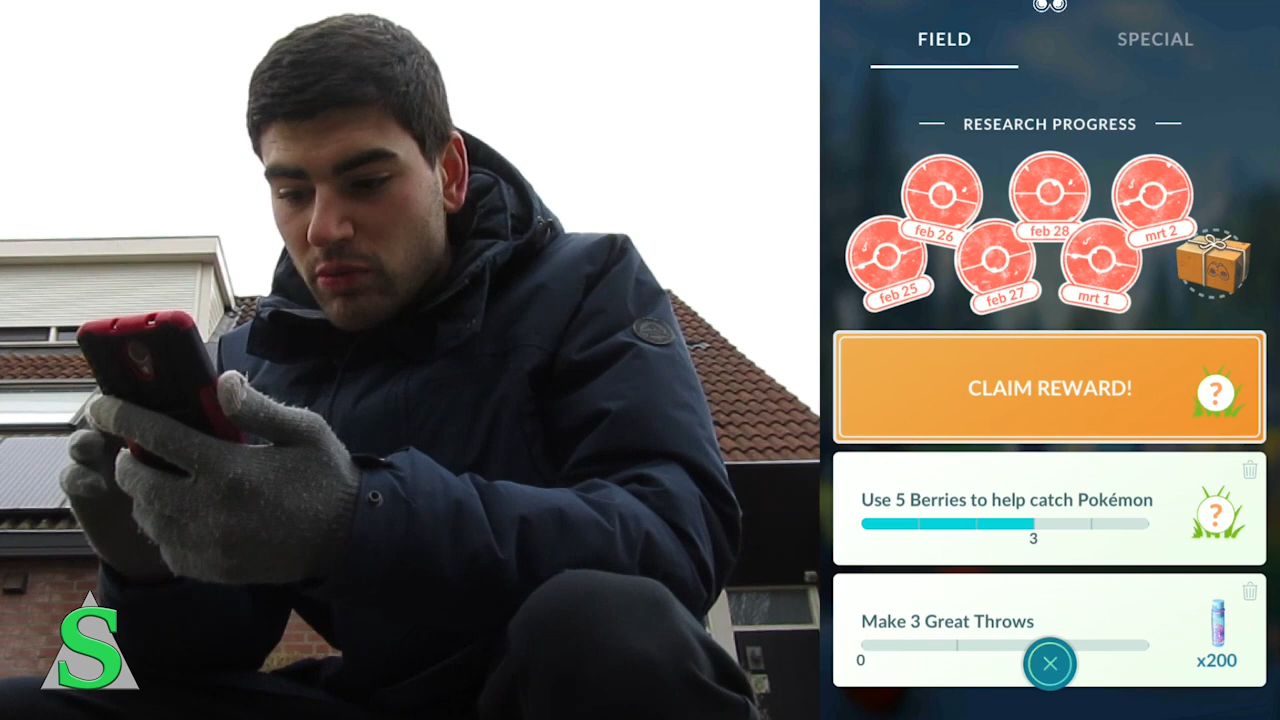 FIELD
SPECIAL
RESEARCH PROGRESS
feb 26
feb 28
mrt 2
feb 25
feb 27
mrt 1
CLAIM REWARD!
?
Use 5 Berries to help catch Pokémon
3
?
Make 3 Great Throws
0
x200
S